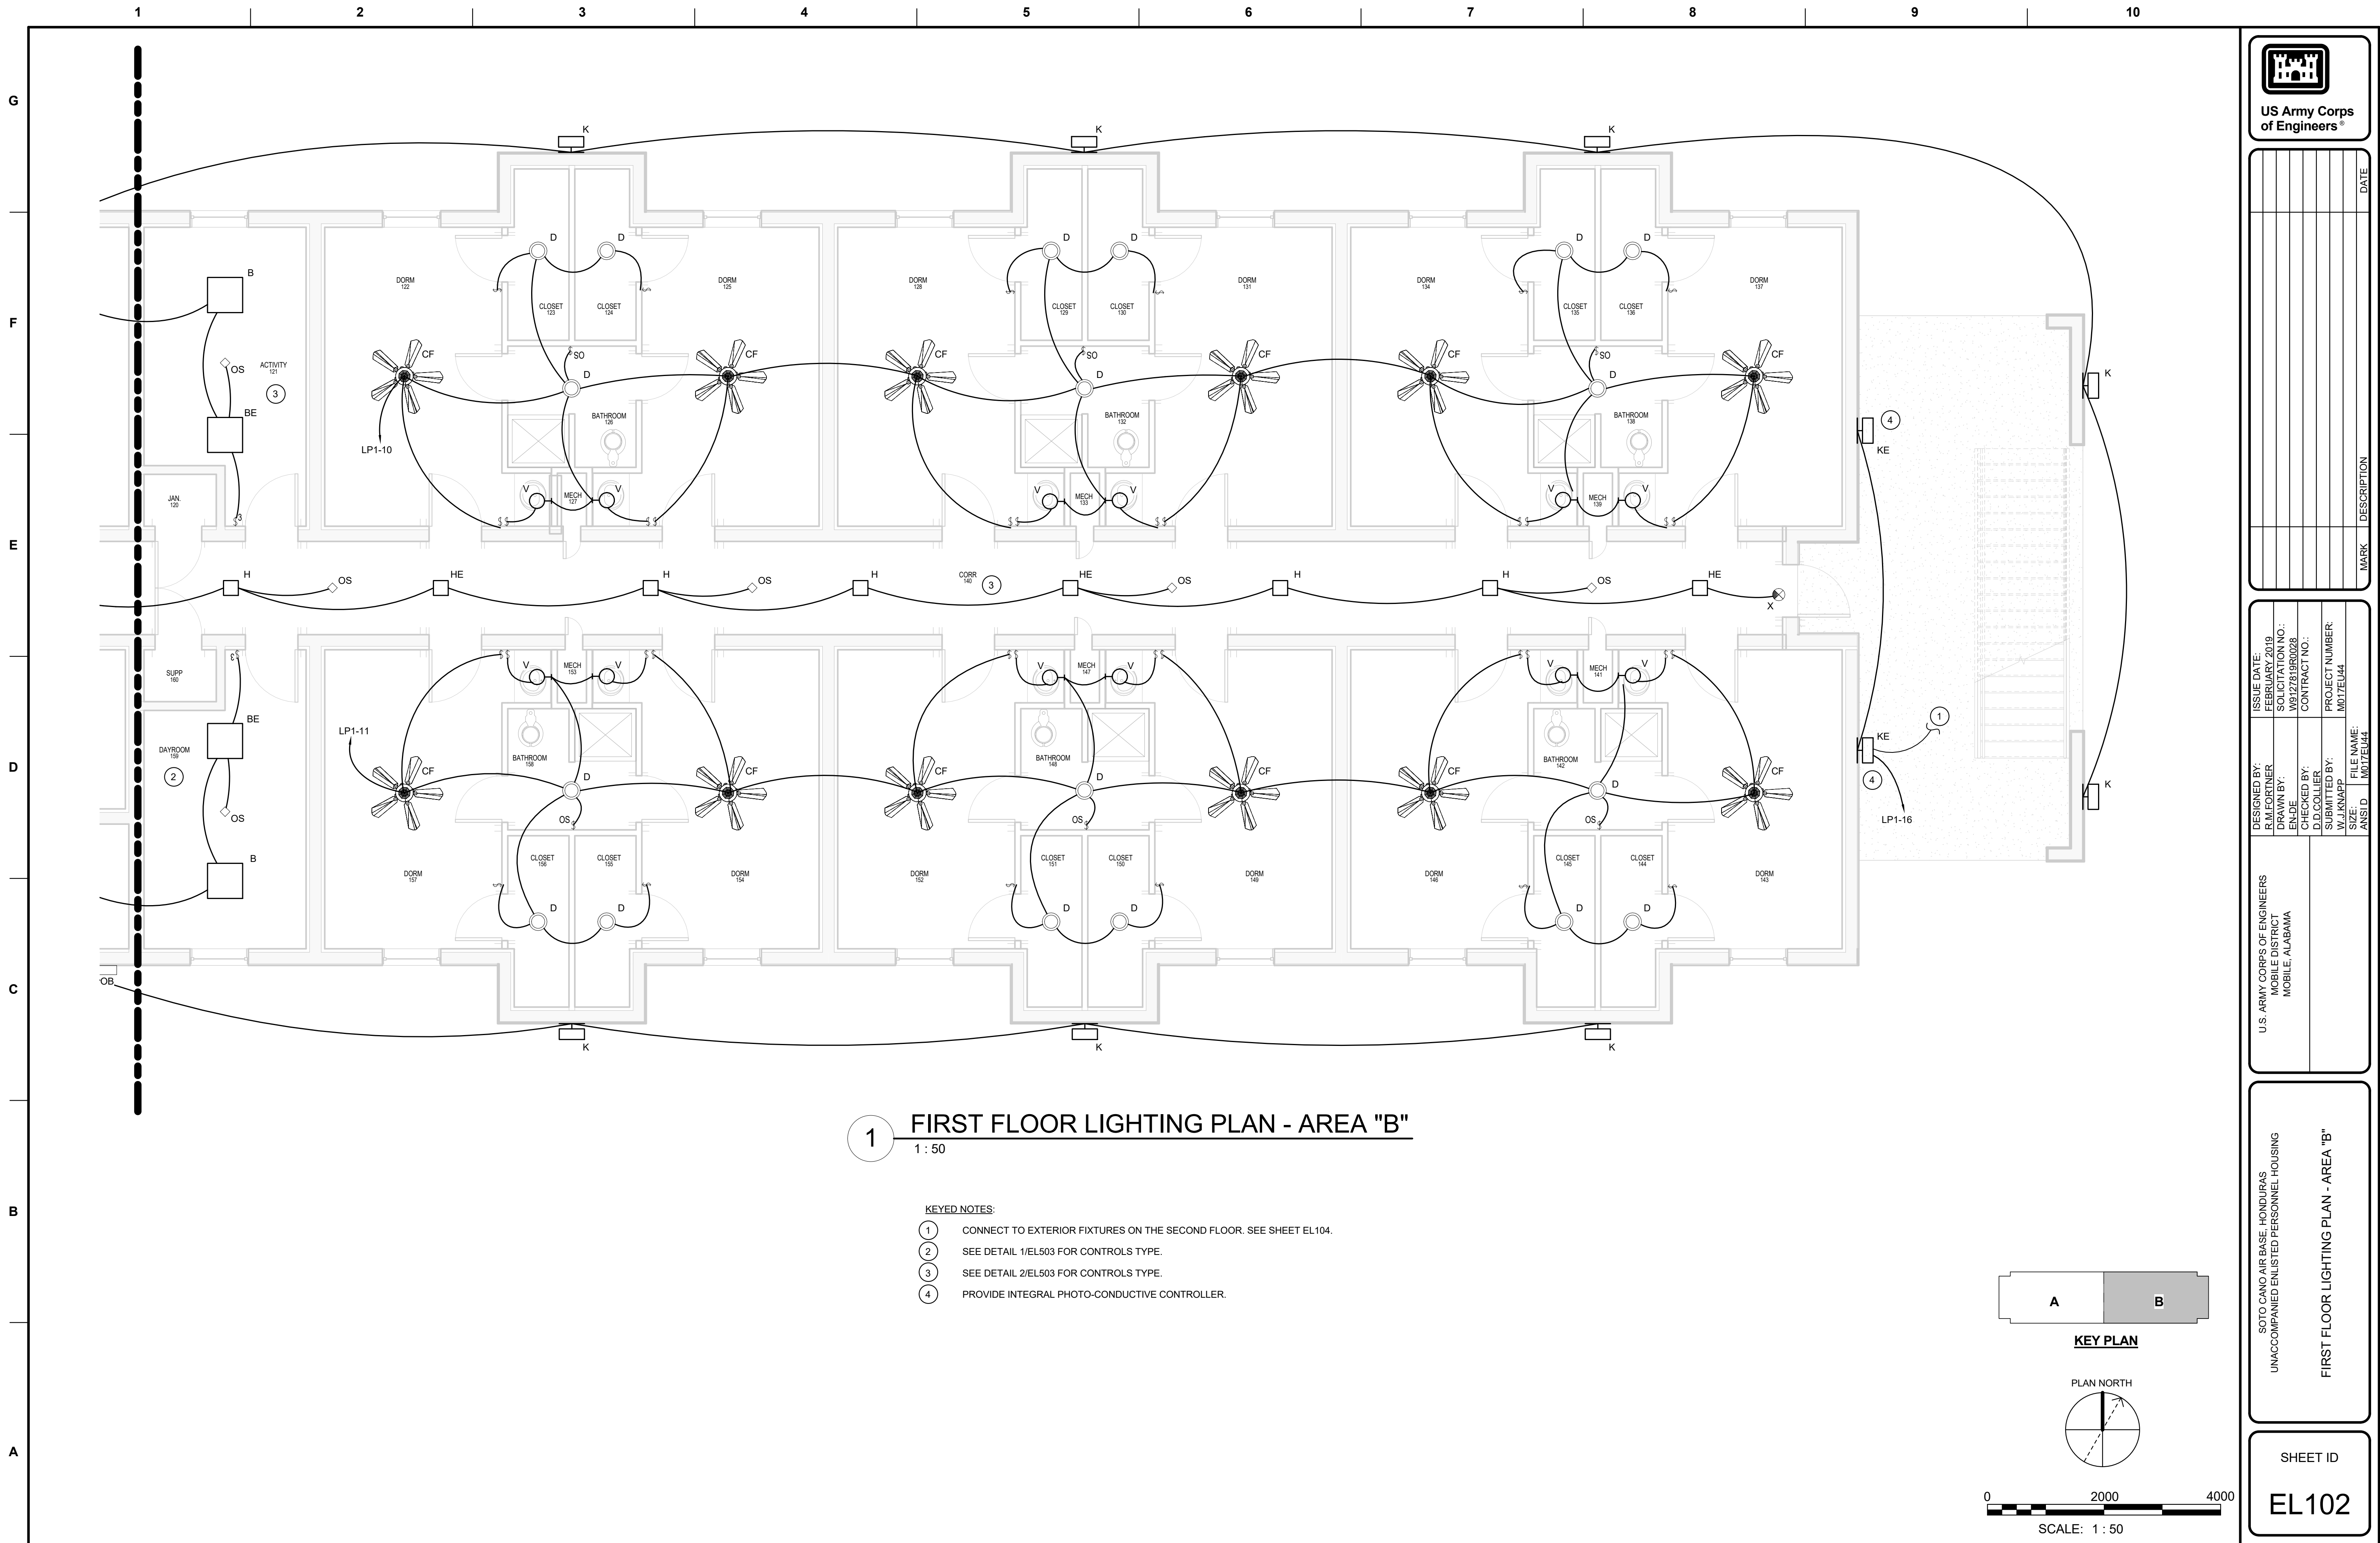 1 2 3 4 5 6 7 8 9 10
G
F
E
D
C
B
A
K
K
K
B
D
D
D
D
D
D
DORM
122
DORM
125
DORM
128
DORM
131
DORM
134
DORM
137
CLOSET
123
CLOSET
124
CLOSET
129
CLOSET
130
CLOSET
135
CLOSET
136
OS
ACTIVITY
121
3
CF
SO
CF
CF
SO
CF
CF
SO
CF
D
D
D
K
BE
BATHROOM
126
BATHROOM
132
BATHROOM
138
4
KE
LP1-10
JAN.
120
$3
V
MECH
127
V
V
MECH
133
V
V
MECH
139
V
H
OS
HE
H
OS
H
CORR
140
3
HE
OS
H
H
OS
HE
X
SUPP
160
$3
V
MECH
153
V
V
MECH
147
V
V
MECH
141
V
BE
DAYROOM
159
2
LP1-11
BATHROOM
158
BATHROOM
148
BATHROOM
142
1
KE
4
LP1-16
K
CF
D
CF
CF
D
CF
CF
D
CF
OS
OS
OS
OS
B
CLOSET
156
CLOSET
155
CLOSET
151
CLOSET
150
CLOSET
145
CLOSET
144
DORM
157
DORM
154
DORM
152
DORM
149
DORM
146
DORM
143
D
D
D
D
D
D
OB
K
K
K
1
FIRST FLOOR LIGHTING PLAN - AREA "B"
1 : 50
KEYED NOTES:
1 CONNECT TO EXTERIOR FIXTURES ON THE SECOND FLOOR. SEE SHEET EL104.
2 SEE DETAIL 1/EL503 FOR CONTROLS TYPE.
3 SEE DETAIL 2/EL503 FOR CONTROLS TYPE.
4 PROVIDE INTEGRAL PHOTO-CONDUCTIVE CONTROLLER.
A
B
KEY PLAN
PLAN NORTH
0 2000 4000
SCALE: 1 : 50
US Army Corps
of Engineers ®
MARK DESCRIPTION DATE
DESIGNED BY:
R.M.FORTNER
DRAWN BY:
EN-DE
CHECKED BY:
D.D.COLLIER
SUBMITTED BY:
W.J.KNAPP
SIZE:
ANSI D
ISSUE DATE:
FEBRUARY 2019
SOLICITATION NO.:
W912781R0028
CONTRACT NO.:
PROJECT NUMBER:
M017EU44
FILE NAME:
M017EU44
U.S. ARMY CORPS OF ENGINEERS
MOBILE DISTRICT
MOBILE, ALABAMA
SOTO CANO AIR BASE, HONDURAS
UNACCOMPANIED ENLISTED PERSONNEL HOUSING
FIRST FLOOR LIGHTING PLAN - AREA "B"
SHEET ID
EL102